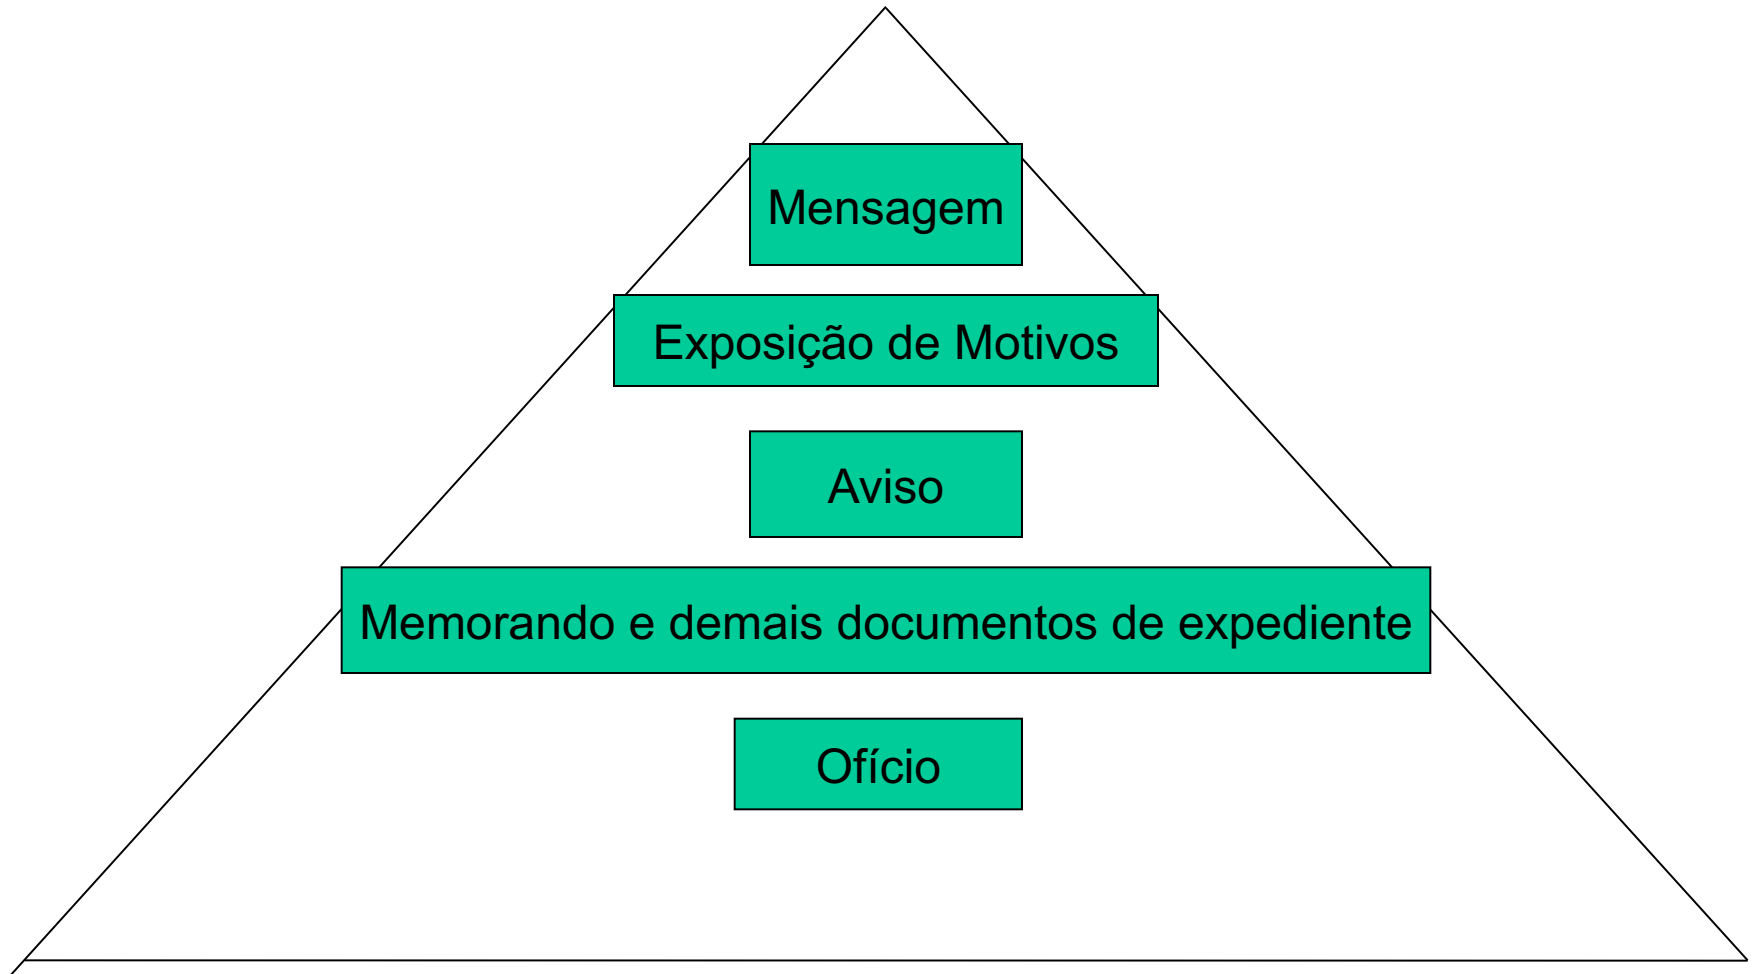 Mensagem
Exposição de Motivos
Aviso
Memorando e demais documentos de expediente
Ofício